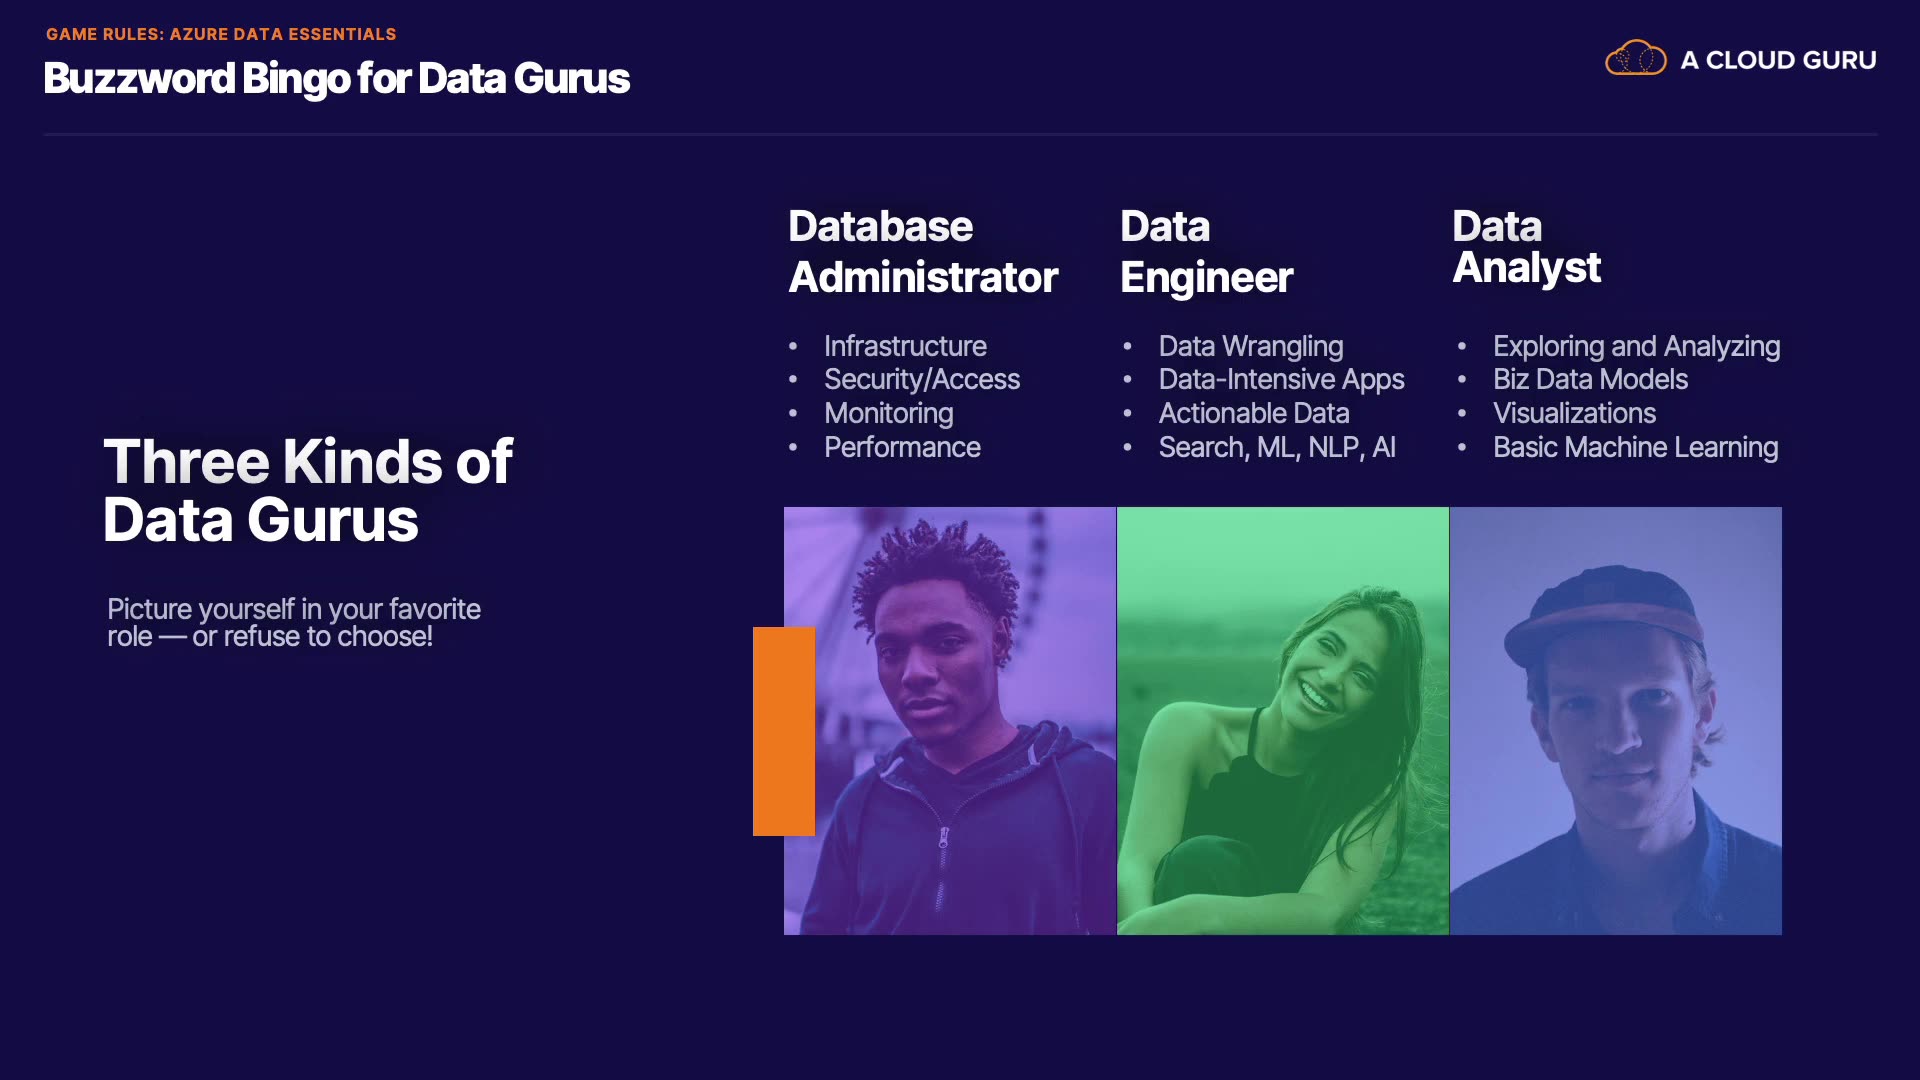 GAME RULES: AZURE DATA ESSENTIALS
Buzzword Bingo for Data Gurus
A CLOUD GURU
Three Kinds of
Data Gurus
Picture yourself in your favorite
role — or refuse to choose!
Database
Administrator
• Infrastructure
• Security/Access
• Monitoring
• Performance
Data
Engineer
• Data Wrangling
• Data-Intensive Apps
• Actionable Data
• Search, ML, NLP, AI
Data
Analyst
• Exploring and Analyzing
• Biz Data Models
• Visualizations
• Basic Machine Learning